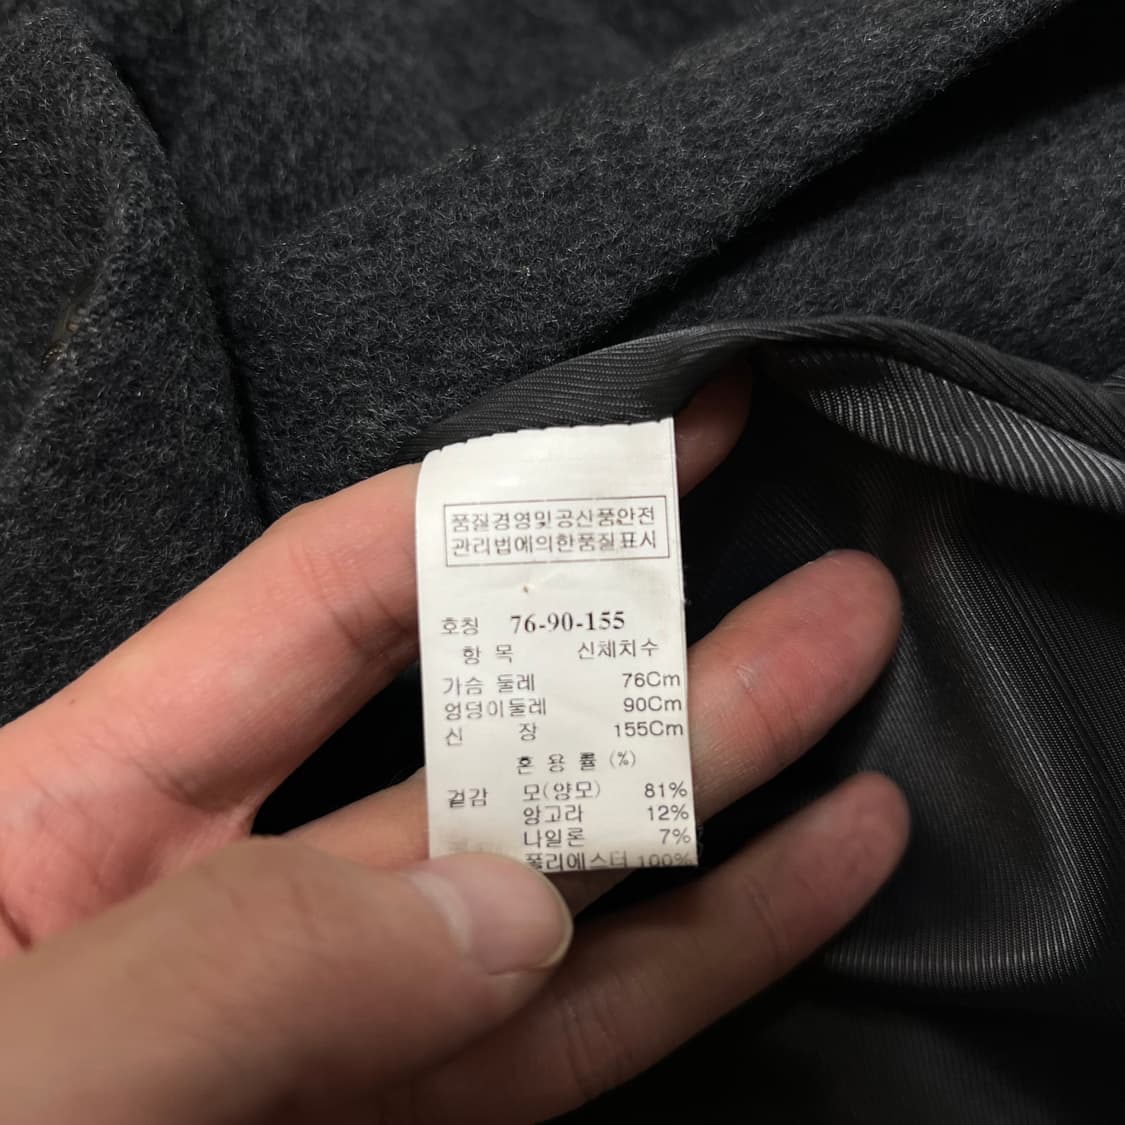 품질경영및공산품안전
관리법에의한품질표시
호칭 76-90-155
항 목 신체치수
가슴 둘레 76Cm
엉덩이둘레 90Cm
신 장 155Cm
혼 용 률 (%)
겉감 모(양모) 81%
앙고라 12%
나일론 7%
폴리에스터 100%